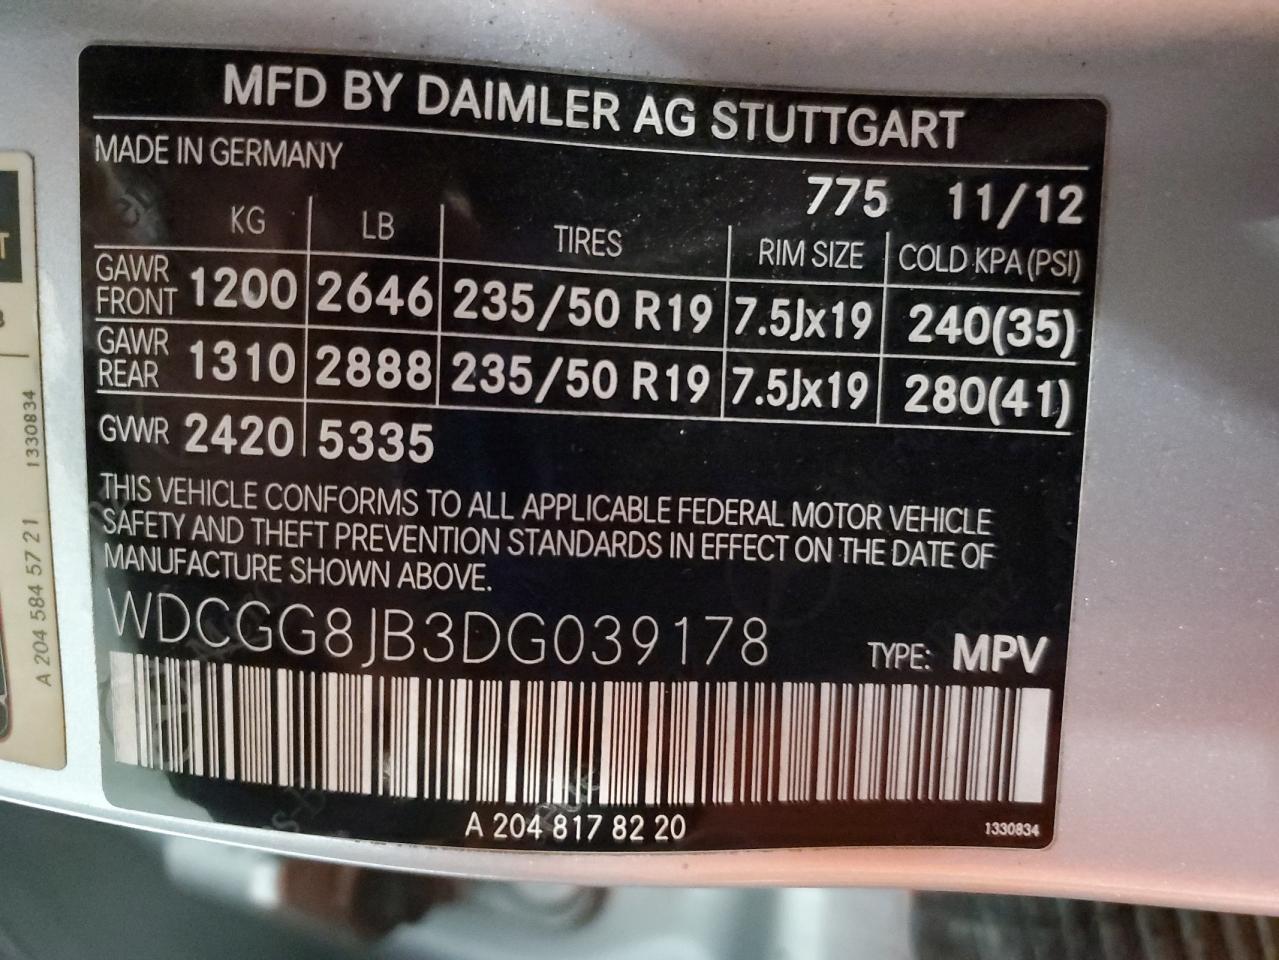 MFD BY DAIMLER AG STUTTGART
MADE IN GERMANY
775 11/12
KG LB TIRES RIM SIZE COLD KPA (PSI)
GAWR FRONT 1200 2646 235/50 R19 7.5Jx19 240(35)
GAWR REAR 1310 2888 235/50 R19 7.5Jx19 280(41)
GVWR 2420 5335
THIS VEHICLE CONFORMS TO ALL APPLICABLE FEDERAL MOTOR VEHICLE
SAFETY AND THEFT PREVENTION STANDARDS IN EFFECT ON THE DATE OF
MANUFACTURE SHOWN ABOVE.
WDCGG8JB3DG039178 TYPE: MPV
A 204 817 82 20
1330834
A 204 584 57 21 1330834